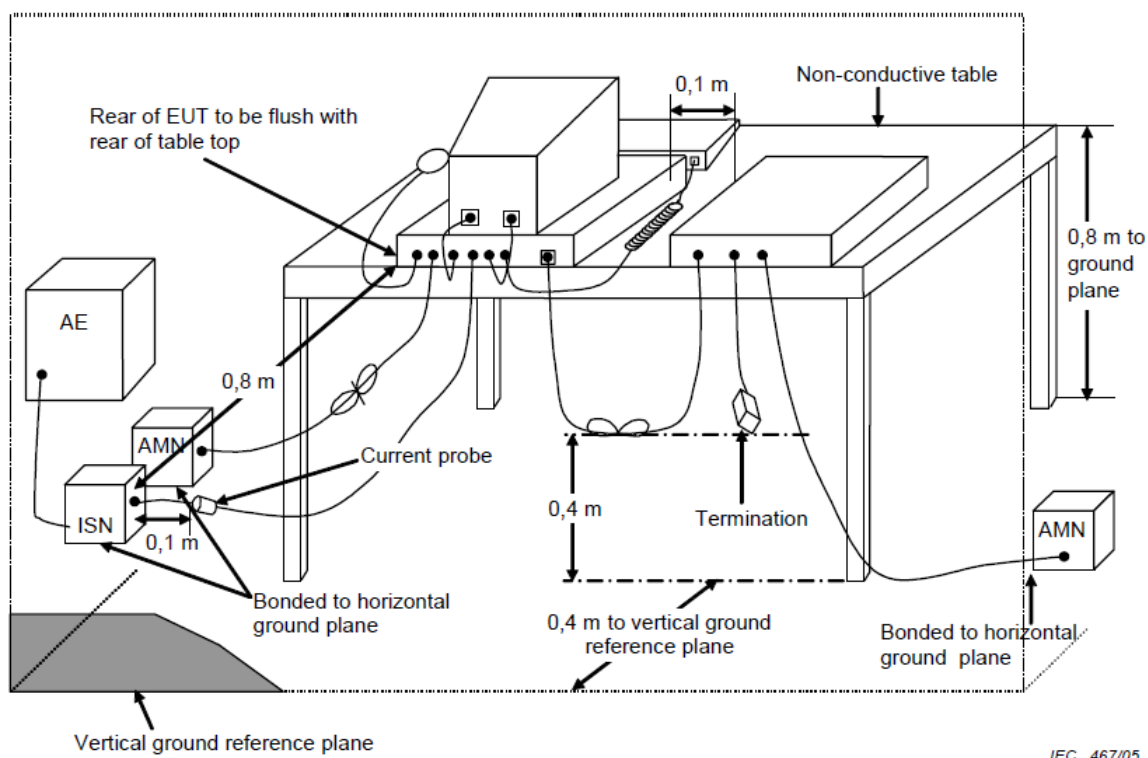 0,1 m
Non-conductive table
Rear of EUT to be flush with
rear of table top
0,8 m to
ground
plane
AE
0,8 m
AMN
Current probe
ISN
0,1 m
0,4 m
Termination
AMN
Bonded to horizontal
ground plane
0,4 m to vertical ground
reference plane
Bonded to horizontal
ground plane
Vertical ground reference plane
IEC 467/05